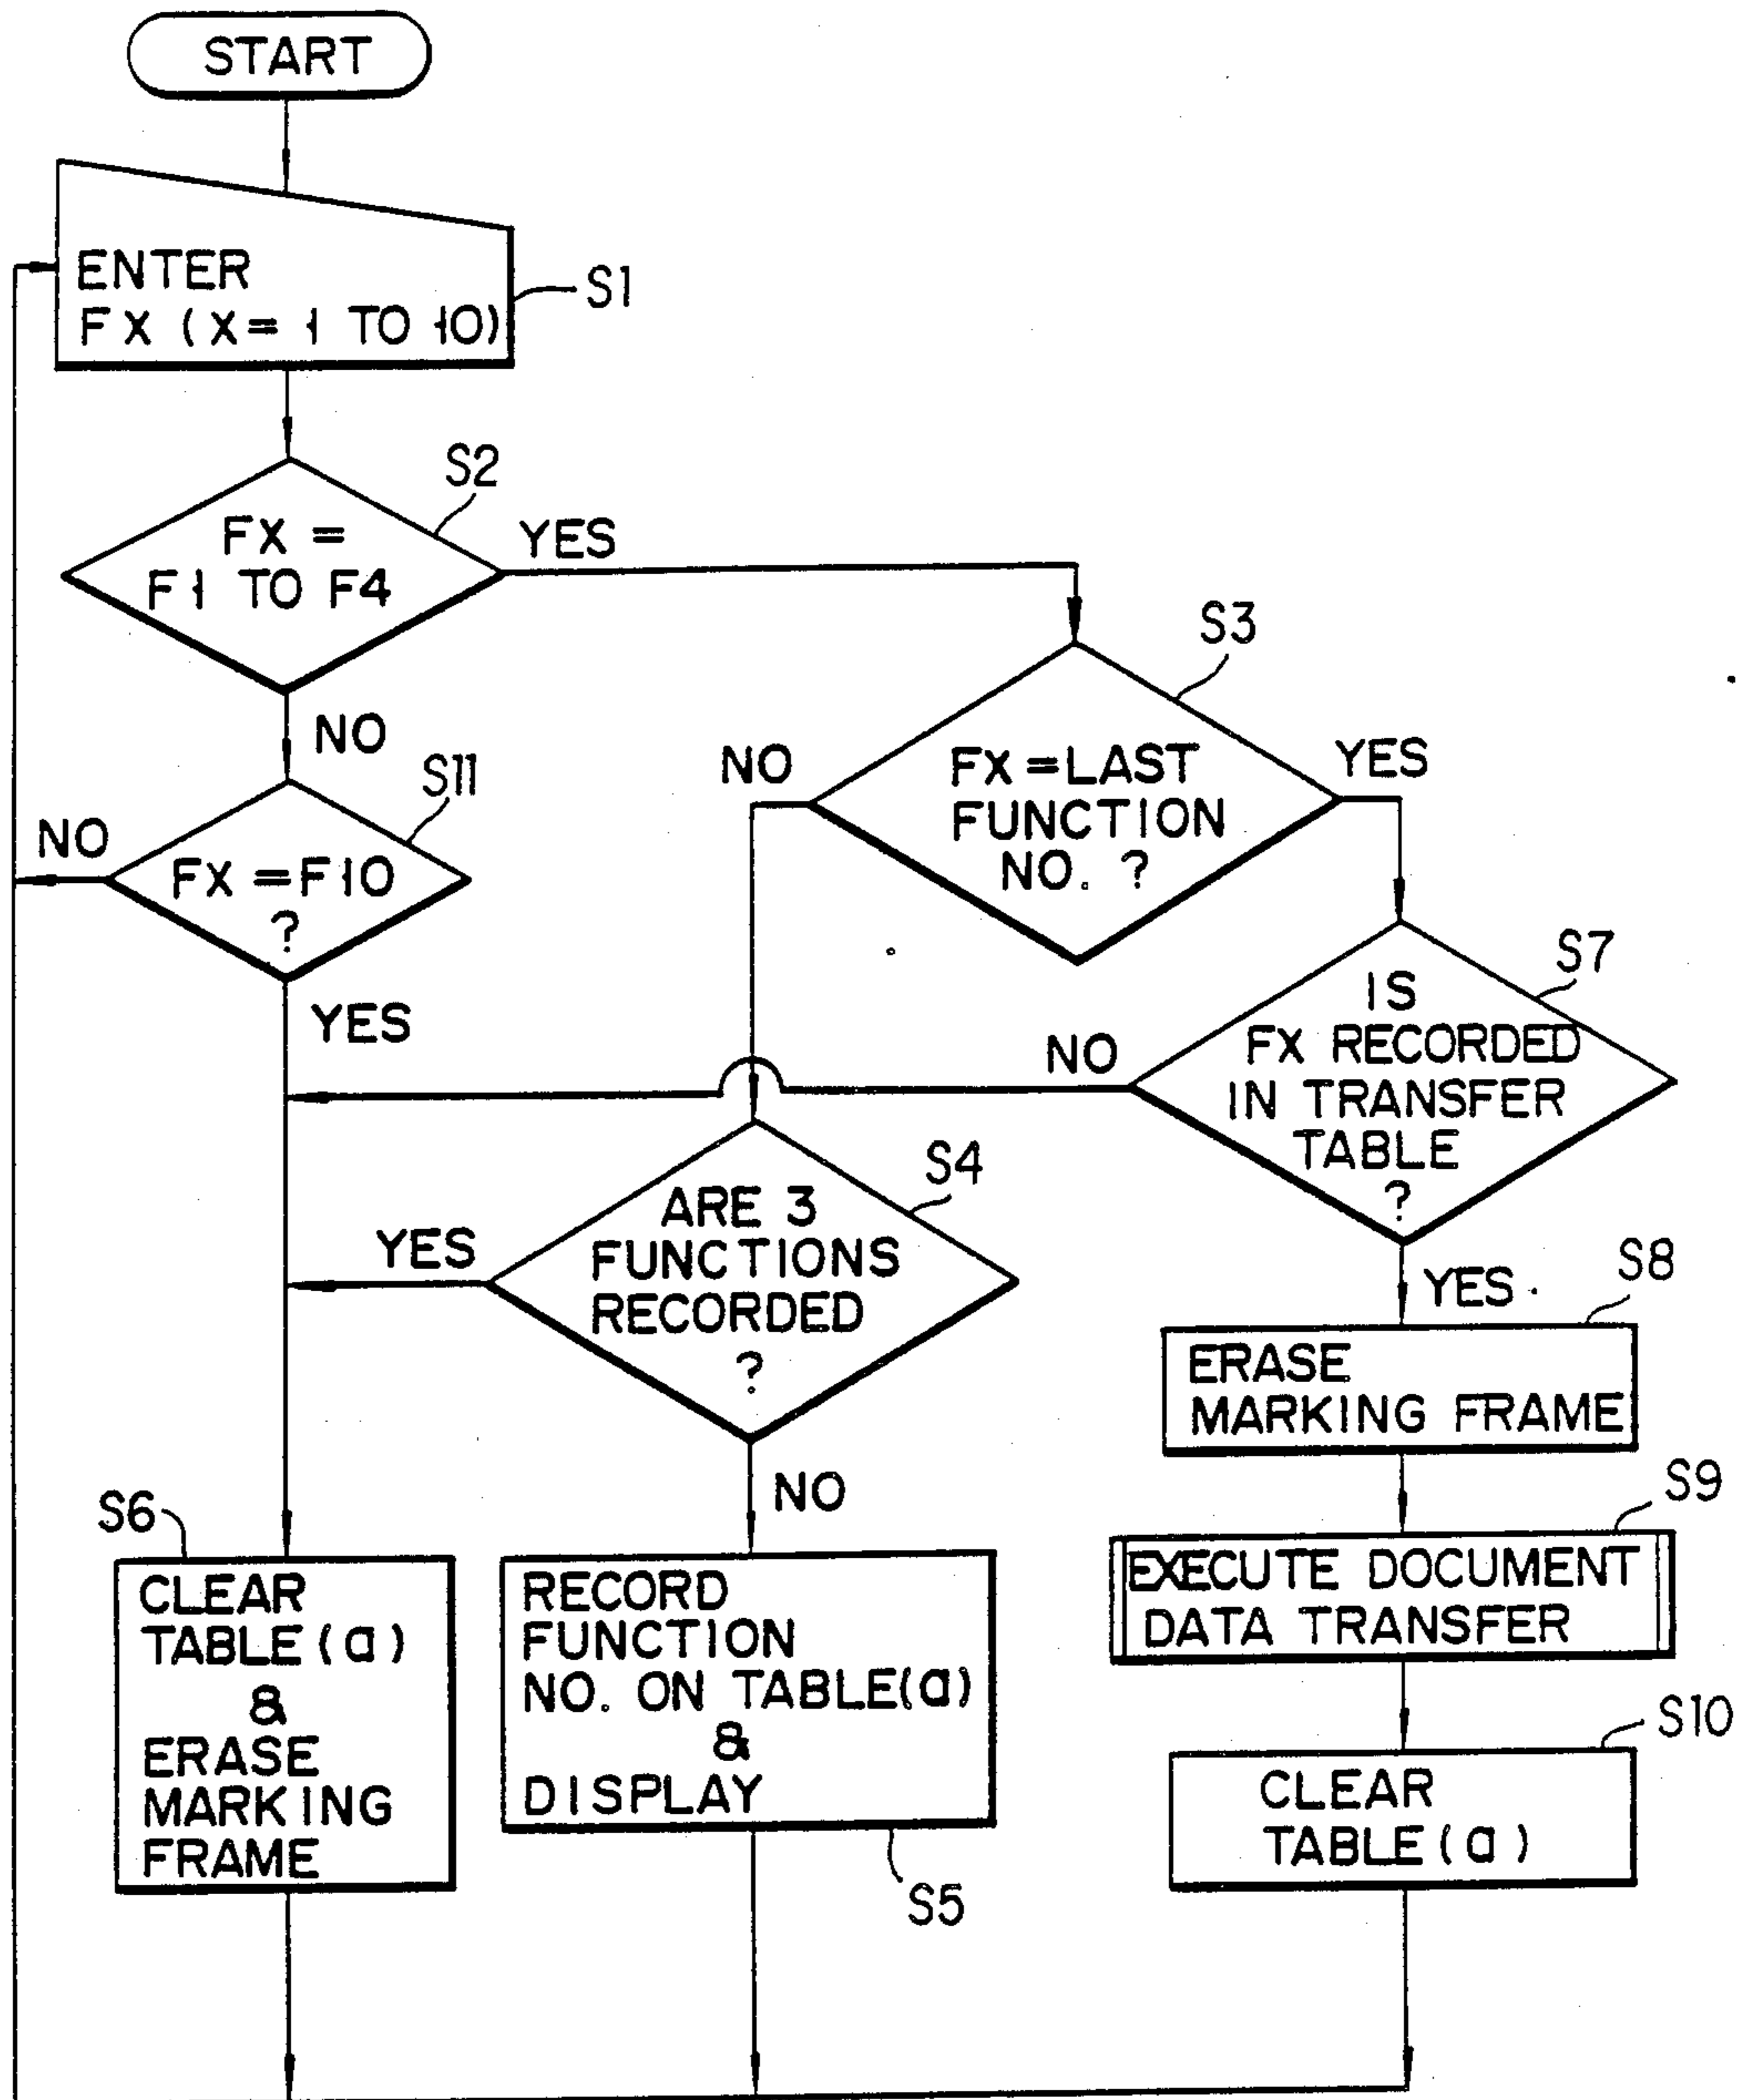 START
ENTER
FX (X= 1 TO 10)
S1
S2
FX =
F1 TO F4
YES
S3
NO
S11
NO
FX =LAST
FUNCTION
NO. ?
YES
NO
FX =F10
?
S7
YES
IS
FX RECORDED
IN TRANSFER
TABLE
?
NO
S4
ARE 3
FUNCTIONS
RECORDED
?
YES
S8
YES
ERASE
MARKING FRAME
NO
S9
S6
EXECUTE DOCUMENT
DATA TRANSFER
CLEAR
TABLE (a)
&
ERASE
MARKING
FRAME
RECORD
FUNCTION
NO. ON TABLE(a)
&
DISPLAY
S10
CLEAR
TABLE (a)
S5